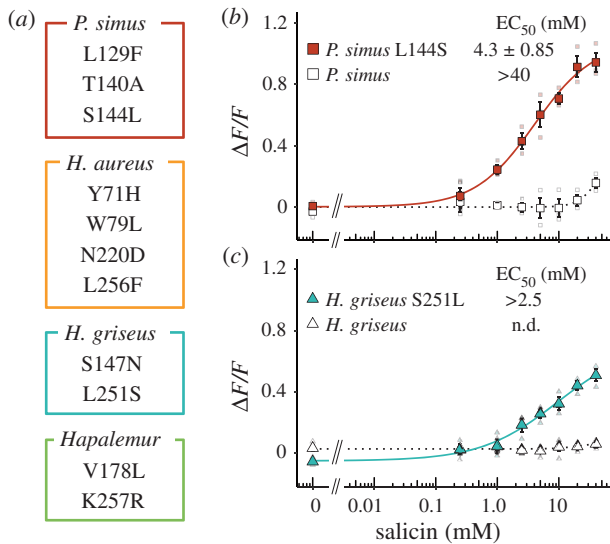 (a)
P. simus
L129F
T140A
S144L
H. aureus
Y71H
W79L
N220D
L256F
H. griseus
S147N
L251S
Hapalemur
V178L
K257R
(b)
EC50 (mM)
P. simus L144S 4.3 ± 0.85
P. simus >40
1.2
0.8
0.4
0
ΔF/F
(c)
EC50 (mM)
H. griseus S251L >2.5
H. griseus n.d.
1.2
0.8
0.4
0
ΔF/F
0 0.01 0.1 1.0 10
salicin (mM)